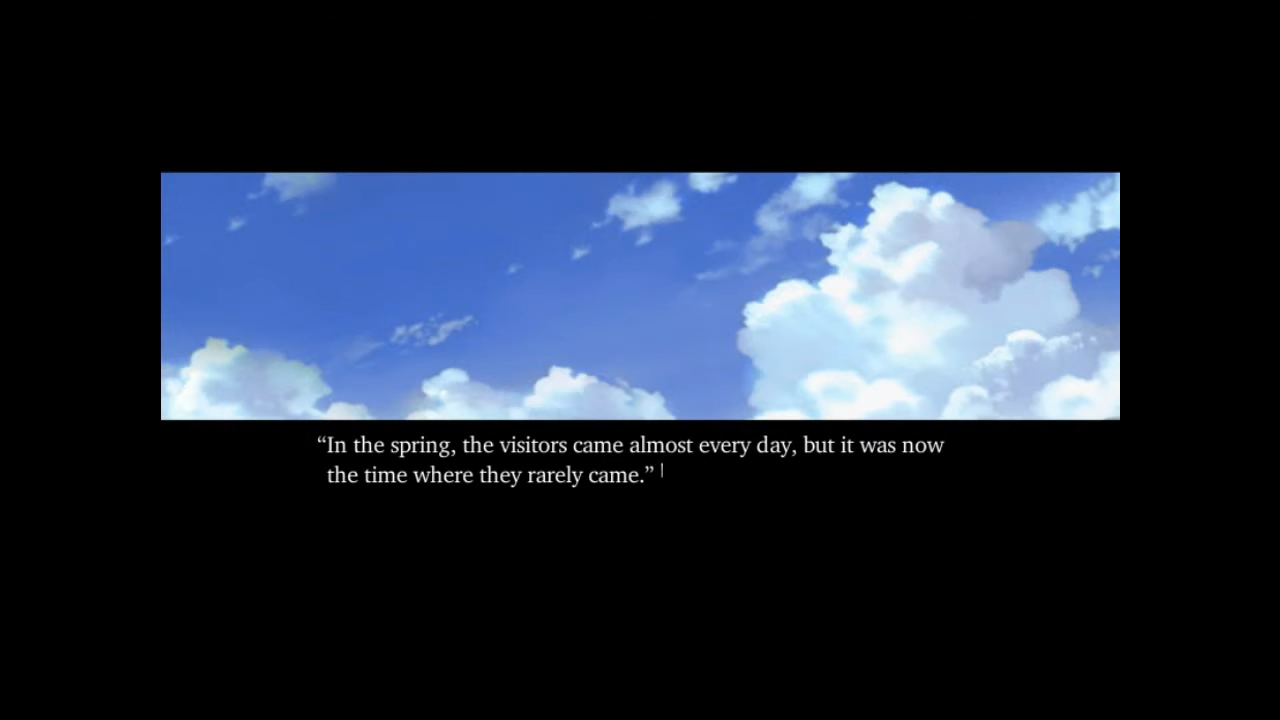 “In the spring, the visitors came almost every day, but it was now
the time where they rarely came.”